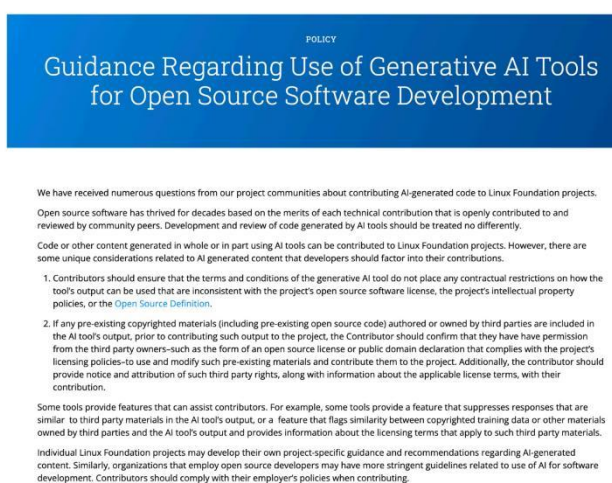 POLICY
Guidance Regarding Use of Generative AI Tools
for Open Source Software Development
We have received numerous questions from our project communities about contributing AI-generated code to Linux Foundation projects.
Open source software has thrived for decades based on the merits of each technical contribution that is openly contributed to and
reviewed by community peers. Development and review of code generated by AI tools should be treated no differently.
Code or other content generated in whole or in part using AI tools can be contributed to Linux Foundation projects. However, there are
some unique considerations related to AI generated content that developers should factor into their contributions.
1. Contributors should ensure that the terms and conditions of the generative AI tool do not place any contractual restrictions on how the
tool's output can be used that are inconsistent with the project's open source software license, the project's intellectual property
policies, or the Open Source Definition.
2. If any pre-existing copyrighted materials (including pre-existing open source code) authored or owned by third parties are included in
the AI tool's output, prior to contributing such output to the project, the Contributor should confirm that they have have permission
from the third party owners–such as the form of an open source license or public domain declaration that complies with the project's
licensing policies–to use and modify such pre-existing materials and contribute them to the project. Additionally, the contributor should
provide notice and attribution of such third party rights, along with information about the applicable license terms, with their
contribution.
Some tools provide features that can assist contributors. For example, some tools provide a feature that suppresses responses that are
similar to third party materials in the AI tool's output, or a feature that flags similarity between copyrighted training data or other materials
owned by third parties and the AI tool's output and provides information about the licensing terms that apply to such third party materials.
Individual Linux Foundation projects may develop their own project-specific guidance and recommendations regarding AI-generated
content. Similarly, organizations that employ open source developers may have more stringent guidelines related to use of AI for software
development. Contributors should comply with their employer's policies when contributing.